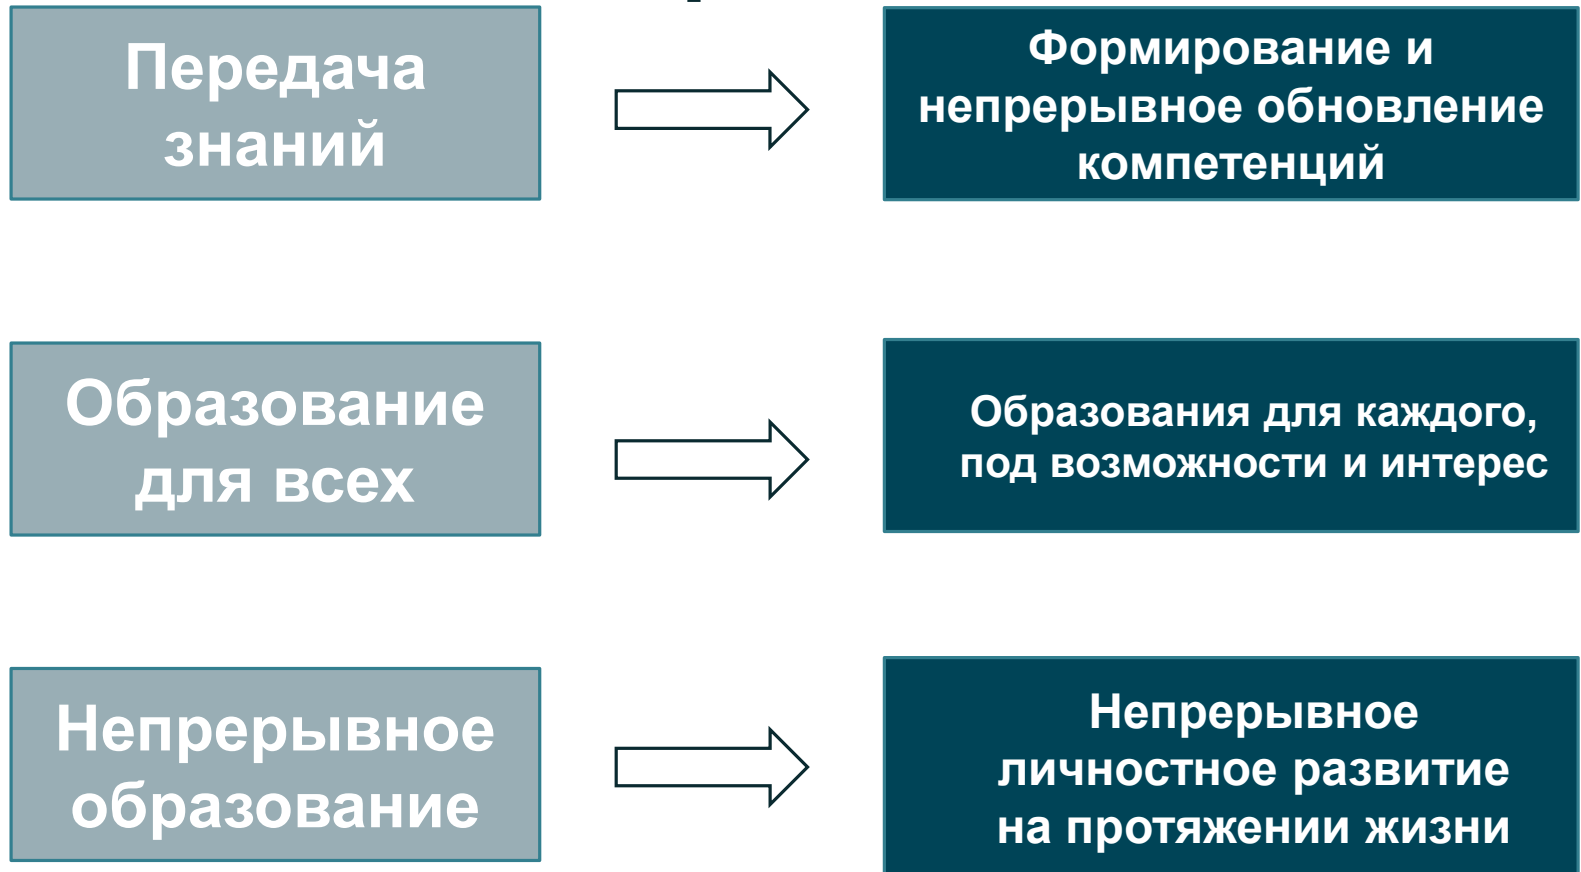 Передача
знаний
Формирование и
непрерывное обновление
компетенций
Образование
для всех
Образования для каждого,
под возможности и интерес
Непрерывное
образование
Непрерывное
личностное развитие
на протяжении жизни